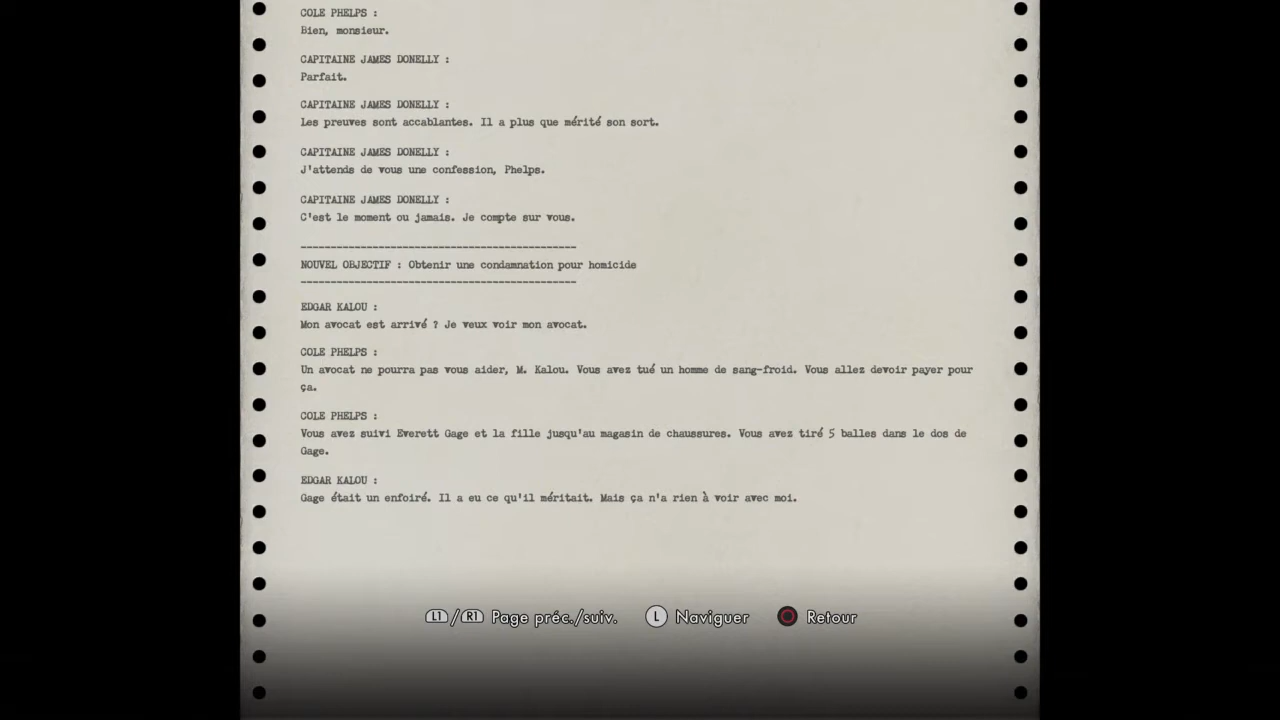 COLE PHELPS :
Bien, monsieur.
CAPITAINE JAMES DONELLY :
Parfait.
CAPITAINE JAMES DONELLY :
Les preuves sont accablantes. Il a plus que mérité son sort.
CAPITAINE JAMES DONELLY :
J'attends de vous une confession, Phelps.
CAPITAINE JAMES DONELLY :
C'est le moment ou jamais. Je compte sur vous.
----------------------------------------------
NOUVEL OBJECTIF : Obtenir une condamnation pour homicide
----------------------------------------------
EDGAR KALOU :
Mon avocat est arrivé ? Je veux voir mon avocat.
COLE PHELPS :
Un avocat ne pourra pas vous aider, M. Kalou. Vous avez tué un homme de sang-froid. Vous allez devoir payer pour
ça.
COLE PHELPS :
Vous avez suivi Everett Gage et la fille jusqu'au magasin de chaussures. Vous avez tiré 5 balles dans le dos de
Gage.
EDGAR KALOU :
Gage était un enfoiré. Il a eu ce qu'il méritait. Mais ça n'a rien à voir avec moi.
L1/R1 Page préc./suiv. L Naviguer Retour